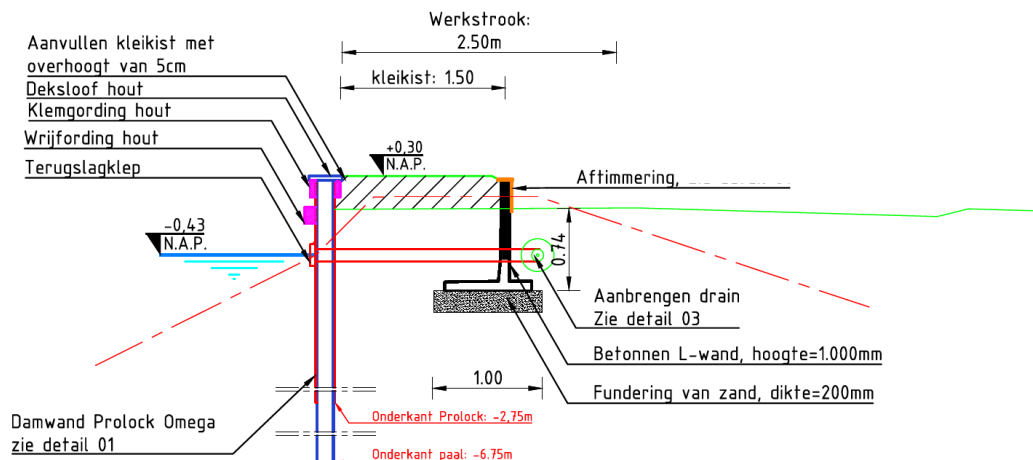 Werkstrook:
2.50m
Aanvullen kleikist met
overhoogt van 5cm
kleikist: 1.50
Deksloof hout
Klemgording hout
Wrijfording hout
Terugslagklep
+0,30
N.A.P.
Aftimmering,
-0,43
N.A.P.
0.74
Aanbrengen drain
Zie detail 03
Betonnen L-wand, hoogte=1.000mm
1.00
Fundering van zand, dikte=200mm
Damwand Prolock Omega
zie detail 01
Onderkant Prolock: -2,75m
Onderkant paal: -6.75m